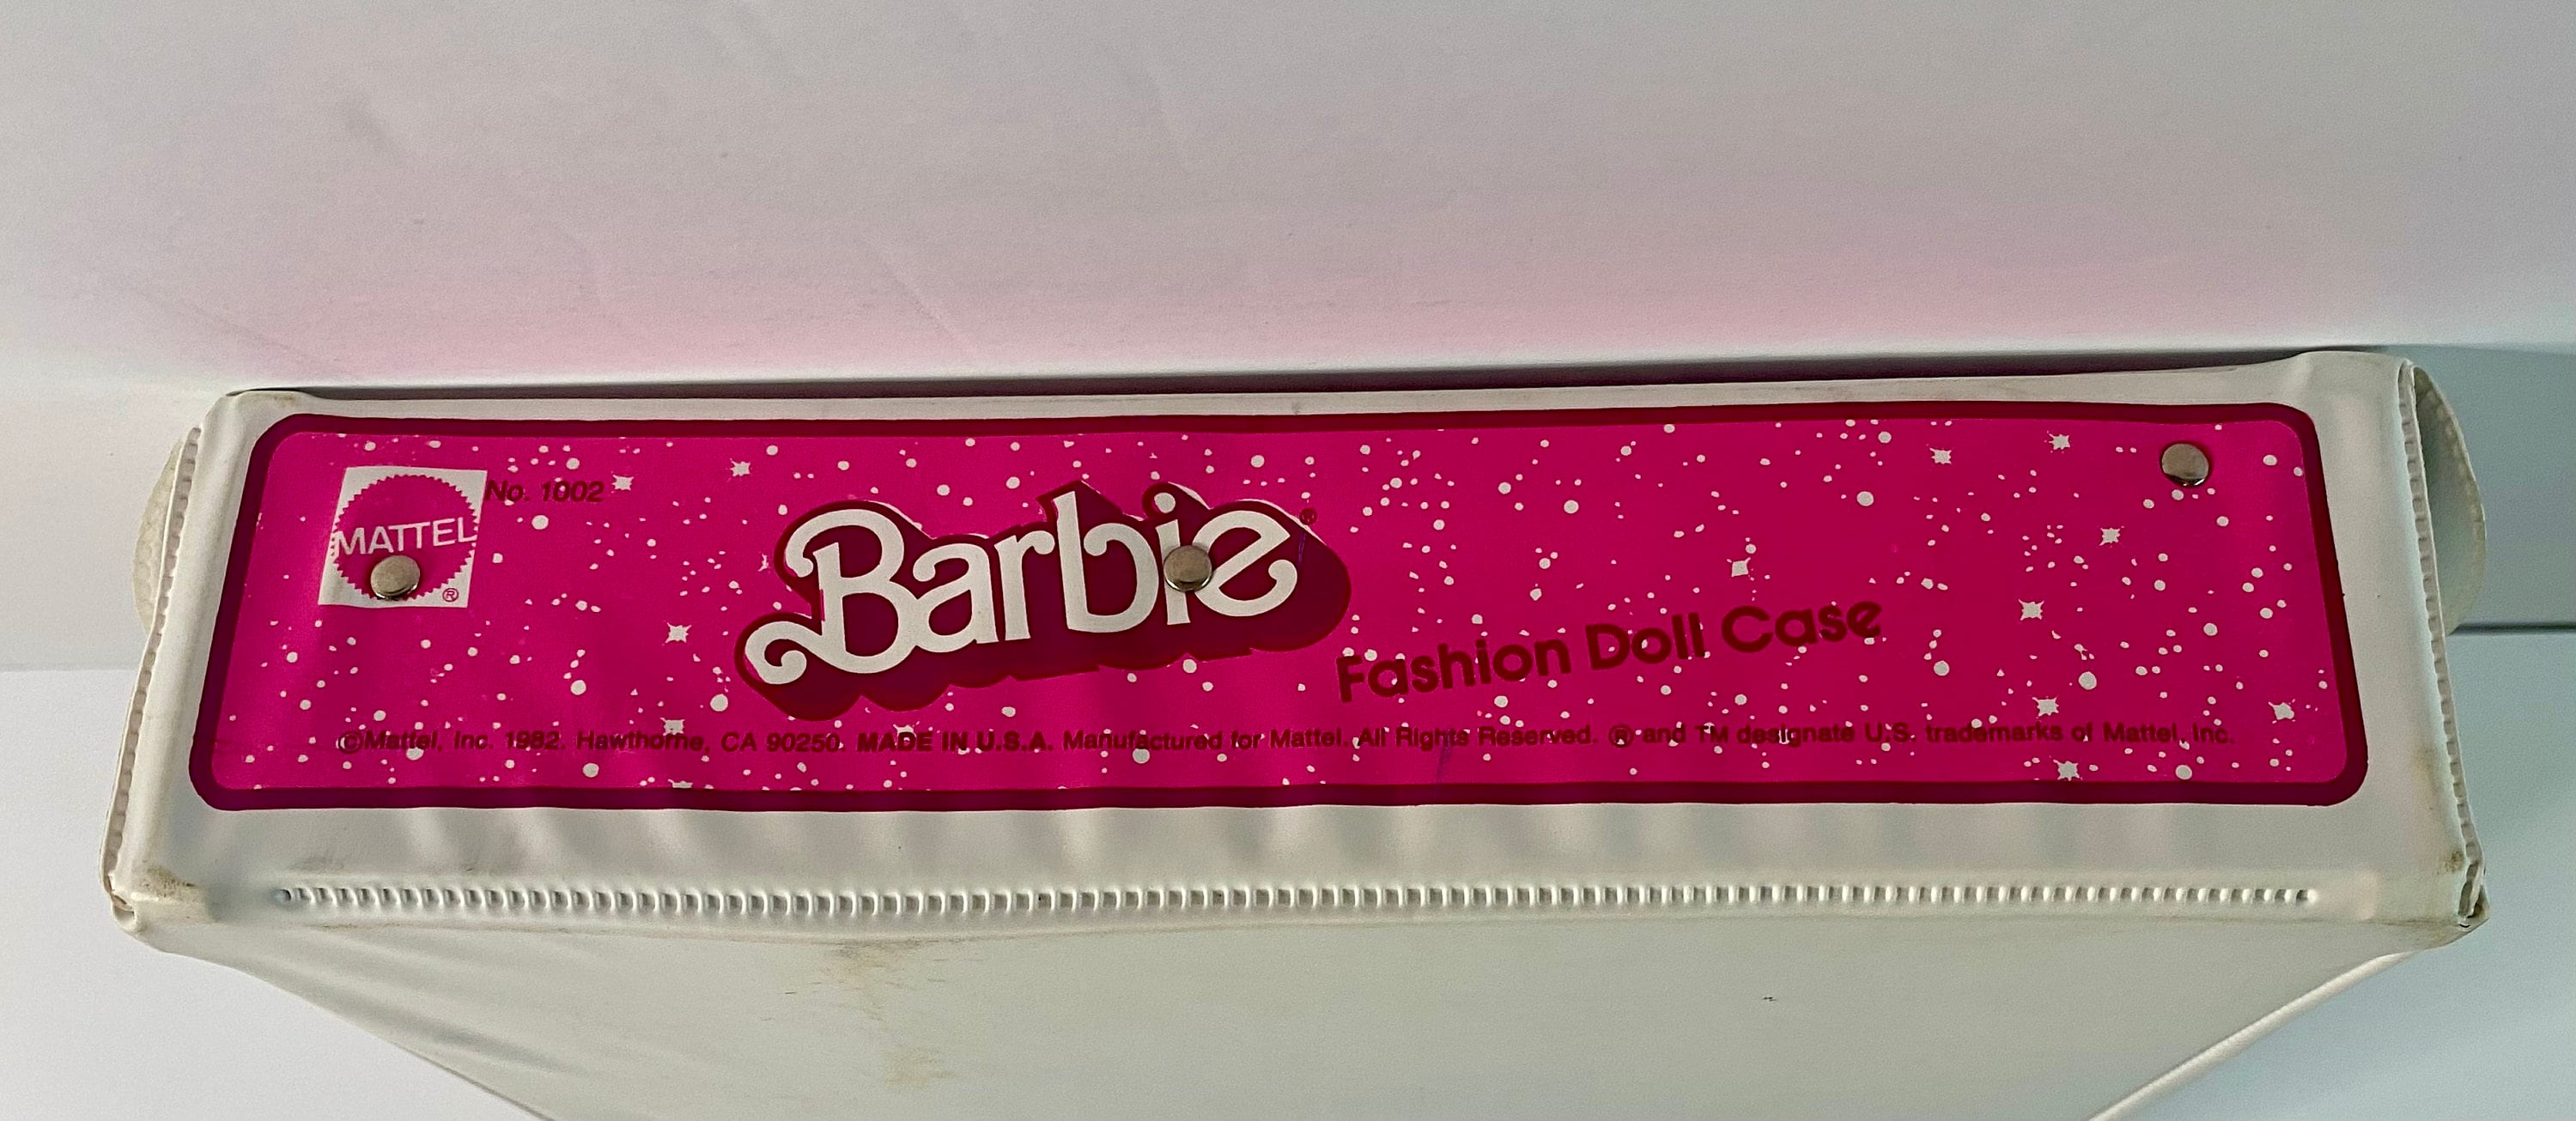 MATTEL
®
No. 1002
Barbie®
Fashion Doll Case
©Mattel, Inc. 1982. Hawthorne, CA 90250. MADE IN U.S.A. Manufactured for Mattel. All Rights Reserved. ® and TM designate U.S. trademarks of Mattel, Inc.